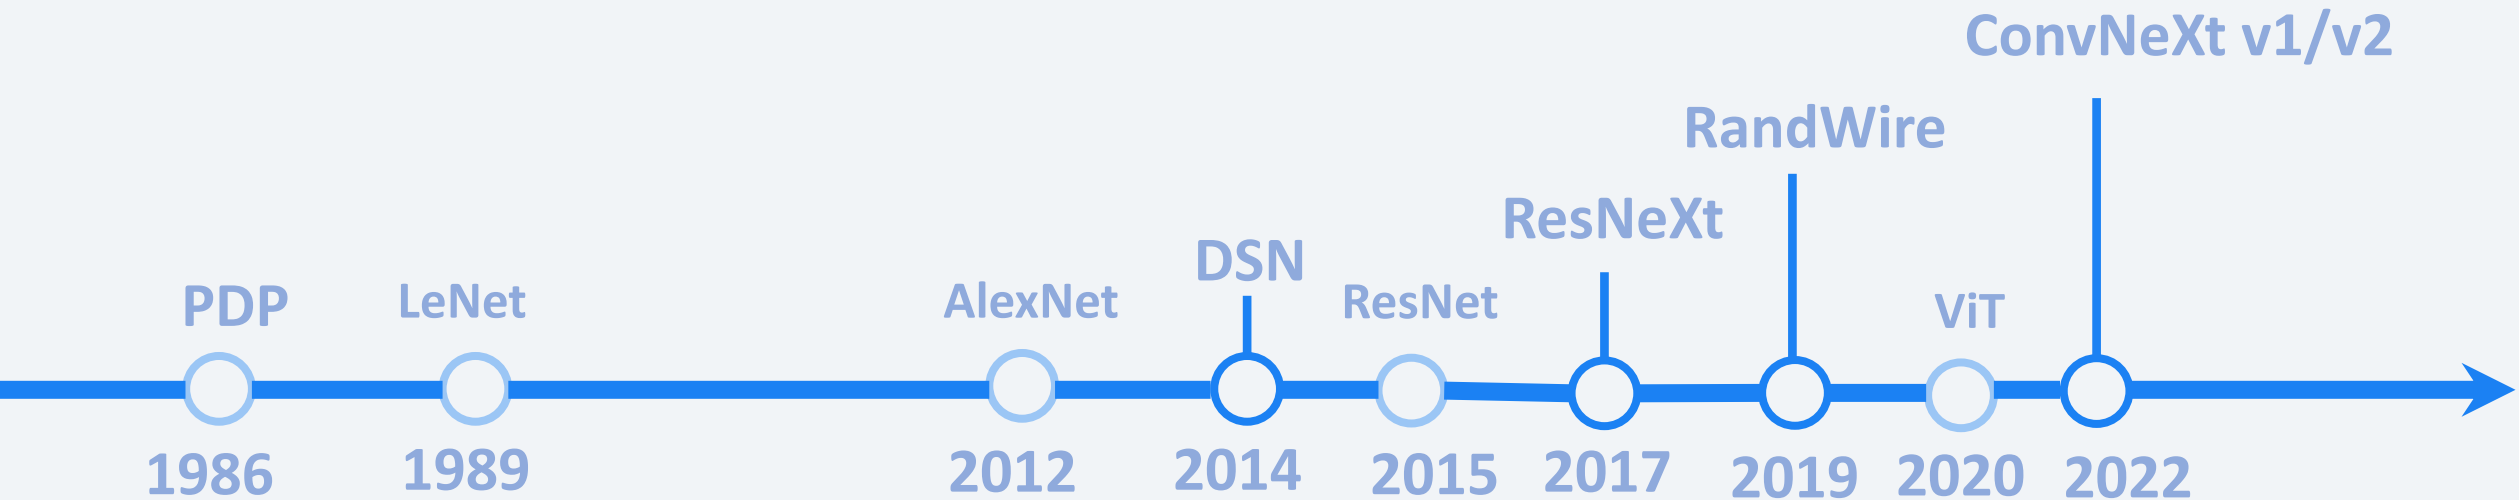 ConvNeXt v1/v2
RandWire
ResNeXt
DSN
PDP
LeNet
AlexNet
ResNet
ViT
1986
1989
2012
2014
2015
2017
2019
2020
2022